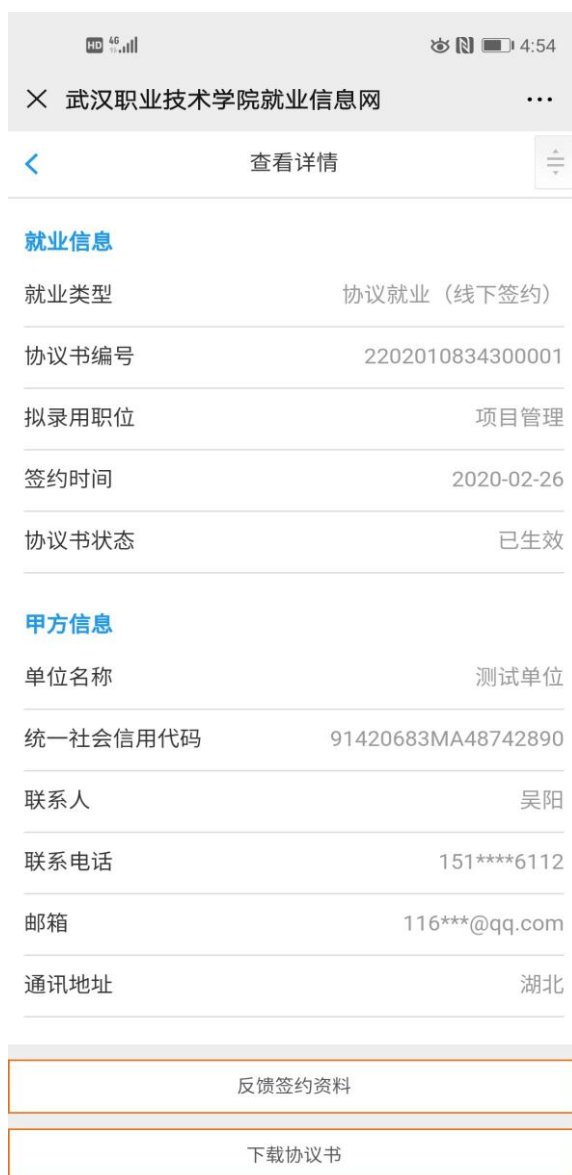 HD 4G 4:54
武汉职业技术学院就业信息网
查看详情
就业信息
就业类型 协议就业（线下签约）
协议书编号 2202010834300001
拟录用职位 项目管理
签约时间 2020-02-26
协议书状态 已生效
甲方信息
单位名称 测试单位
统一社会信用代码 91420683MA48742890
联系人 吴阳
联系电话 151****6112
邮箱 116***@qq.com
通讯地址 湖北
反馈签约资料
下载协议书